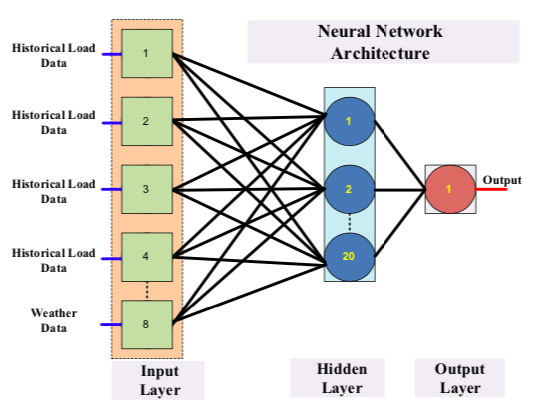 Neural Network
Architecture
Historical Load
Data
1
Historical Load
Data
2
Historical Load
Data
3
Historical Load
Data
4
Weather
Data
8
1
2
20
1
Output
Input
Layer
Hidden
Layer
Output
Layer